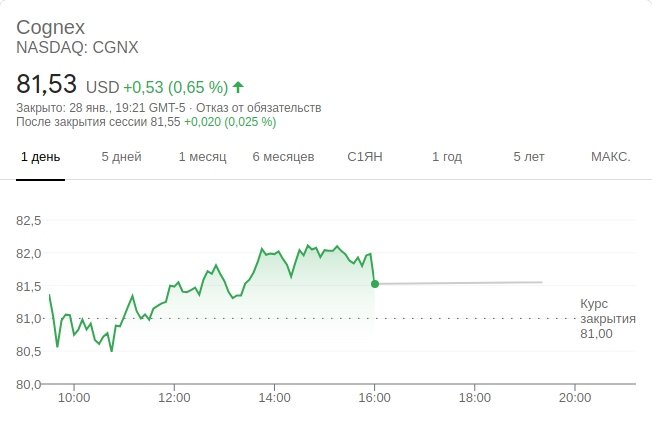 Cognex
NASDAQ: CGNX
81,53 USD +0,53 (0,65 %)
Закрыто: 28 янв., 19:21 GMT-5 · Отказ от обязательств
После закрытия сессии 81,55 +0,020 (0,025 %)
1 день 5 дней 1 месяц 6 месяцев С1ЯН 1 год 5 лет МАКС.
82,5
82,0
81,5
81,0
80,5
80,0
Курс
закрытия
81,00
10:00 12:00 14:00 16:00 18:00 20:00